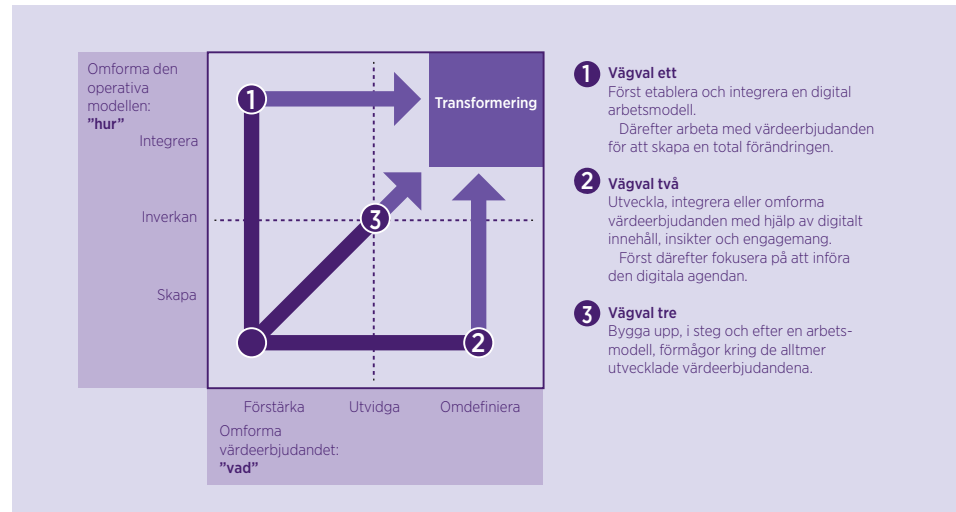 Omforma den
operativa
modellen:
”hur”
Integrera
Inverkan
Skapa
1
Transformering
3
2
Förstärka
Utvidga
Omdefiniera
Omforma
värdeerbjudandet:
”vad”
1 Vägval ett
Först etablera och integrera en digital
arbetsmodell.
Därefter arbeta med värdeerbjudanden
för att skapa en total förändringen.
2 Vägval två
Utveckla, integrera eller omforma
värdeerbjudanden med hjälp av digitalt
innehåll, insikter och engagemang.
Först därefter fokusera på att införa
den digitala agendan.
3 Vägval tre
Bygga upp, i steg och efter en arbets-
modell, förmågor kring de alltmer
utvecklade värdeerbjudandena.